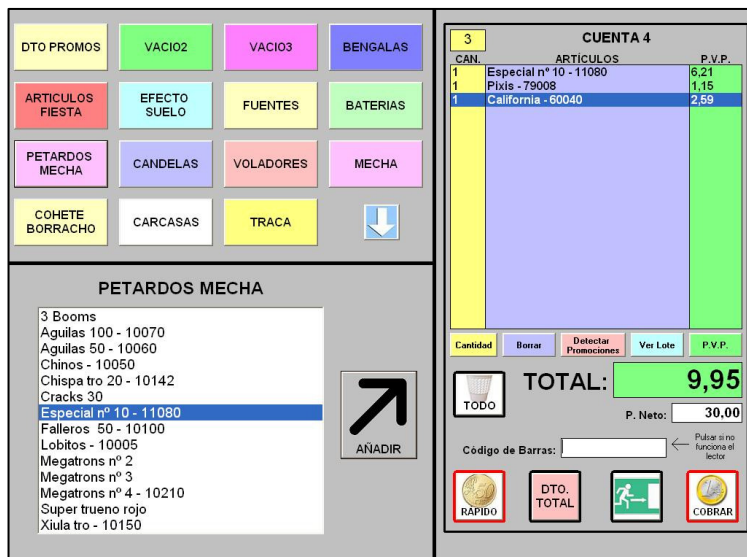 DTO PROMOS
VACIO2
VACIO3
BENGALAS
ARTICULOS
FIESTA
EFECTO
SUELO
FUENTES
BATERIAS
PETARDOS
MECHA
CANDELAS
VOLADORES
MECHA
COHETE
BORRACHO
CARCASAS
TRACA
PETARDOS MECHA
3 Booms
Aguilas 100 - 10070
Aguilas 50 - 10060
Chinos - 10050
Chispa tro 20 - 10142
Cracks 30
Especial nº 10 - 11080
Falleros 50 - 10100
Lobitos - 10005
Megatrons nº 2
Megatrons nº 3
Megatrons nº 4 - 10210
Super trueno rojo
Xiula tro - 10150
AÑADIR
3 CUENTA 4
CAN. ARTÍCULOS P.V.P.
1 Especial nº 10 - 11080 6,21
1 Pixis - 79008 1,15
1 California - 60040 2,59
Cantidad
Borrar
Detectar
Promociones
Ver Lote
P.V.P.
TODO
TOTAL: 9,95
P. Neto: 30,00
Código de Barras:
Pulsar si no
funciona el
lector
RAPIDO
DTO.
TOTAL
COBRAR